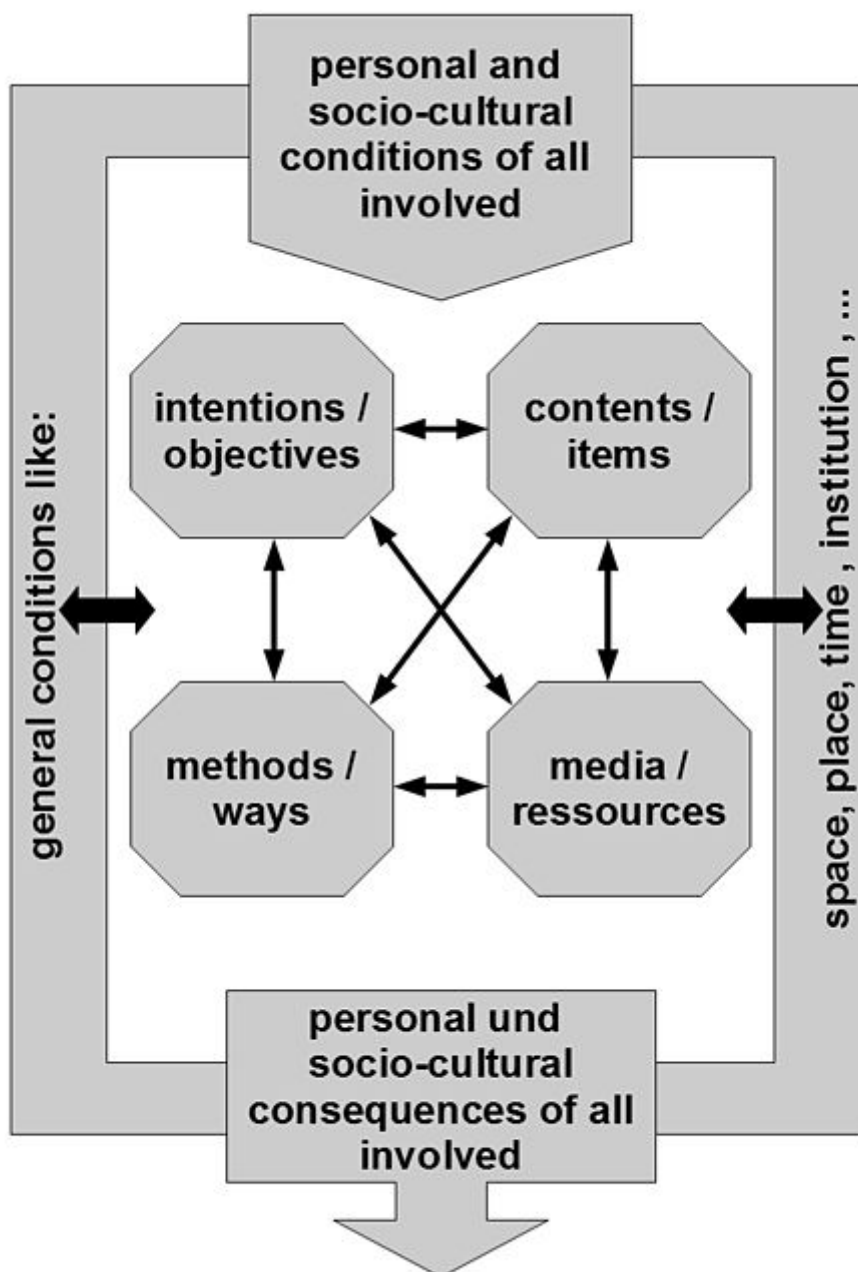 personal and
socio-cultural
conditions of all
involved
general conditions like:
intentions /
objectives
contents /
items
space, place, time , institution , ...
methods /
ways
media /
ressources
personal und
socio-cultural
consequences of all
involved